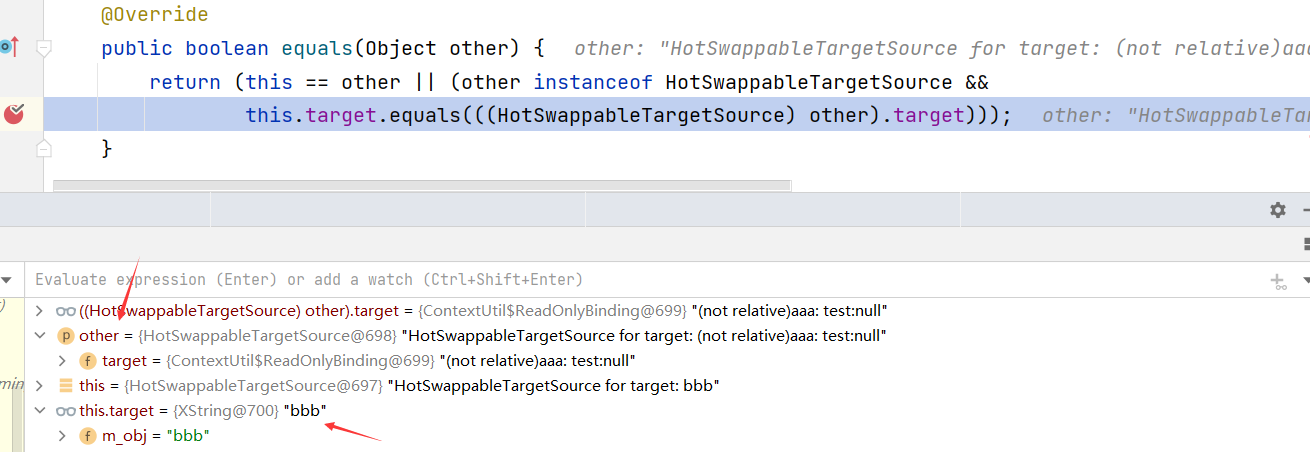 @Override
public boolean equals(Object other) {   other: "HotSwappableTargetSource for target: (not relative)aaa
return (this == other || (other instanceof HotSwappableTargetSource &&
this.target.equals(((HotSwappableTargetSource) other).target)));   other: "HotSwappableTar
}
Evaluate expression (Enter) or add a watch (Ctrl+Shift+Enter)
((HotSwappableTargetSource) other).target = {ContextUtil$ReadOnlyBinding@699} "(not relative)aaa: test:null"
p other = {HotSwappableTargetSource@698} "HotSwappableTargetSource for target: (not relative)aaa: test:null"
f target = {ContextUtil$ReadOnlyBinding@699} "(not relative)aaa: test:null"
min
this = {HotSwappableTargetSource@697} "HotSwappableTargetSource for target: bbb"
this.target = {XString@700} "bbb"
f m_obj = "bbb"